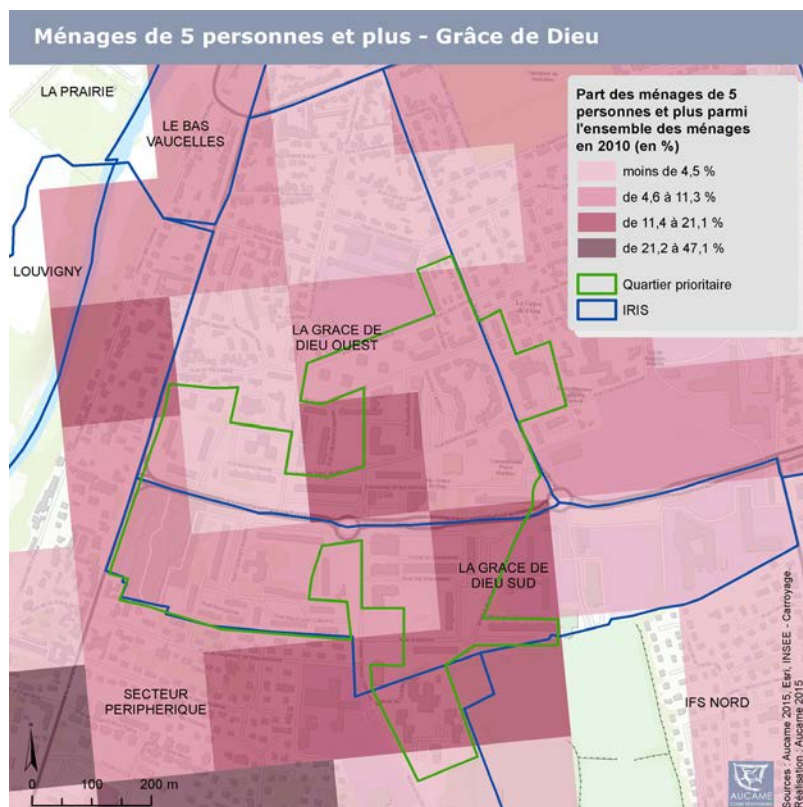 Ménages de 5 personnes et plus - Grâce de Dieu
LA PRAIRIE
LE BAS
VAUCELLES
Part des ménages de 5
personnes et plus parmi
l'ensemble des ménages
en 2010 (en %)
moins de 4,5 %
de 4,6 à 11,3 %
de 11,4 à 21,1 %
de 21,2 à 47,1 %
Quartier prioritaire
IRIS
LOUVIGNY
LA GRACE DE
DIEU OUEST
LA GRACE DE
DIEU SUD
SECTEUR
PERIPHERIQUE
IFS NORD
0 100 200 m
AUCAME
Sources : Aucame 2015, Esri, INSEE - Carroyage
Réalisation : Aucame 2015